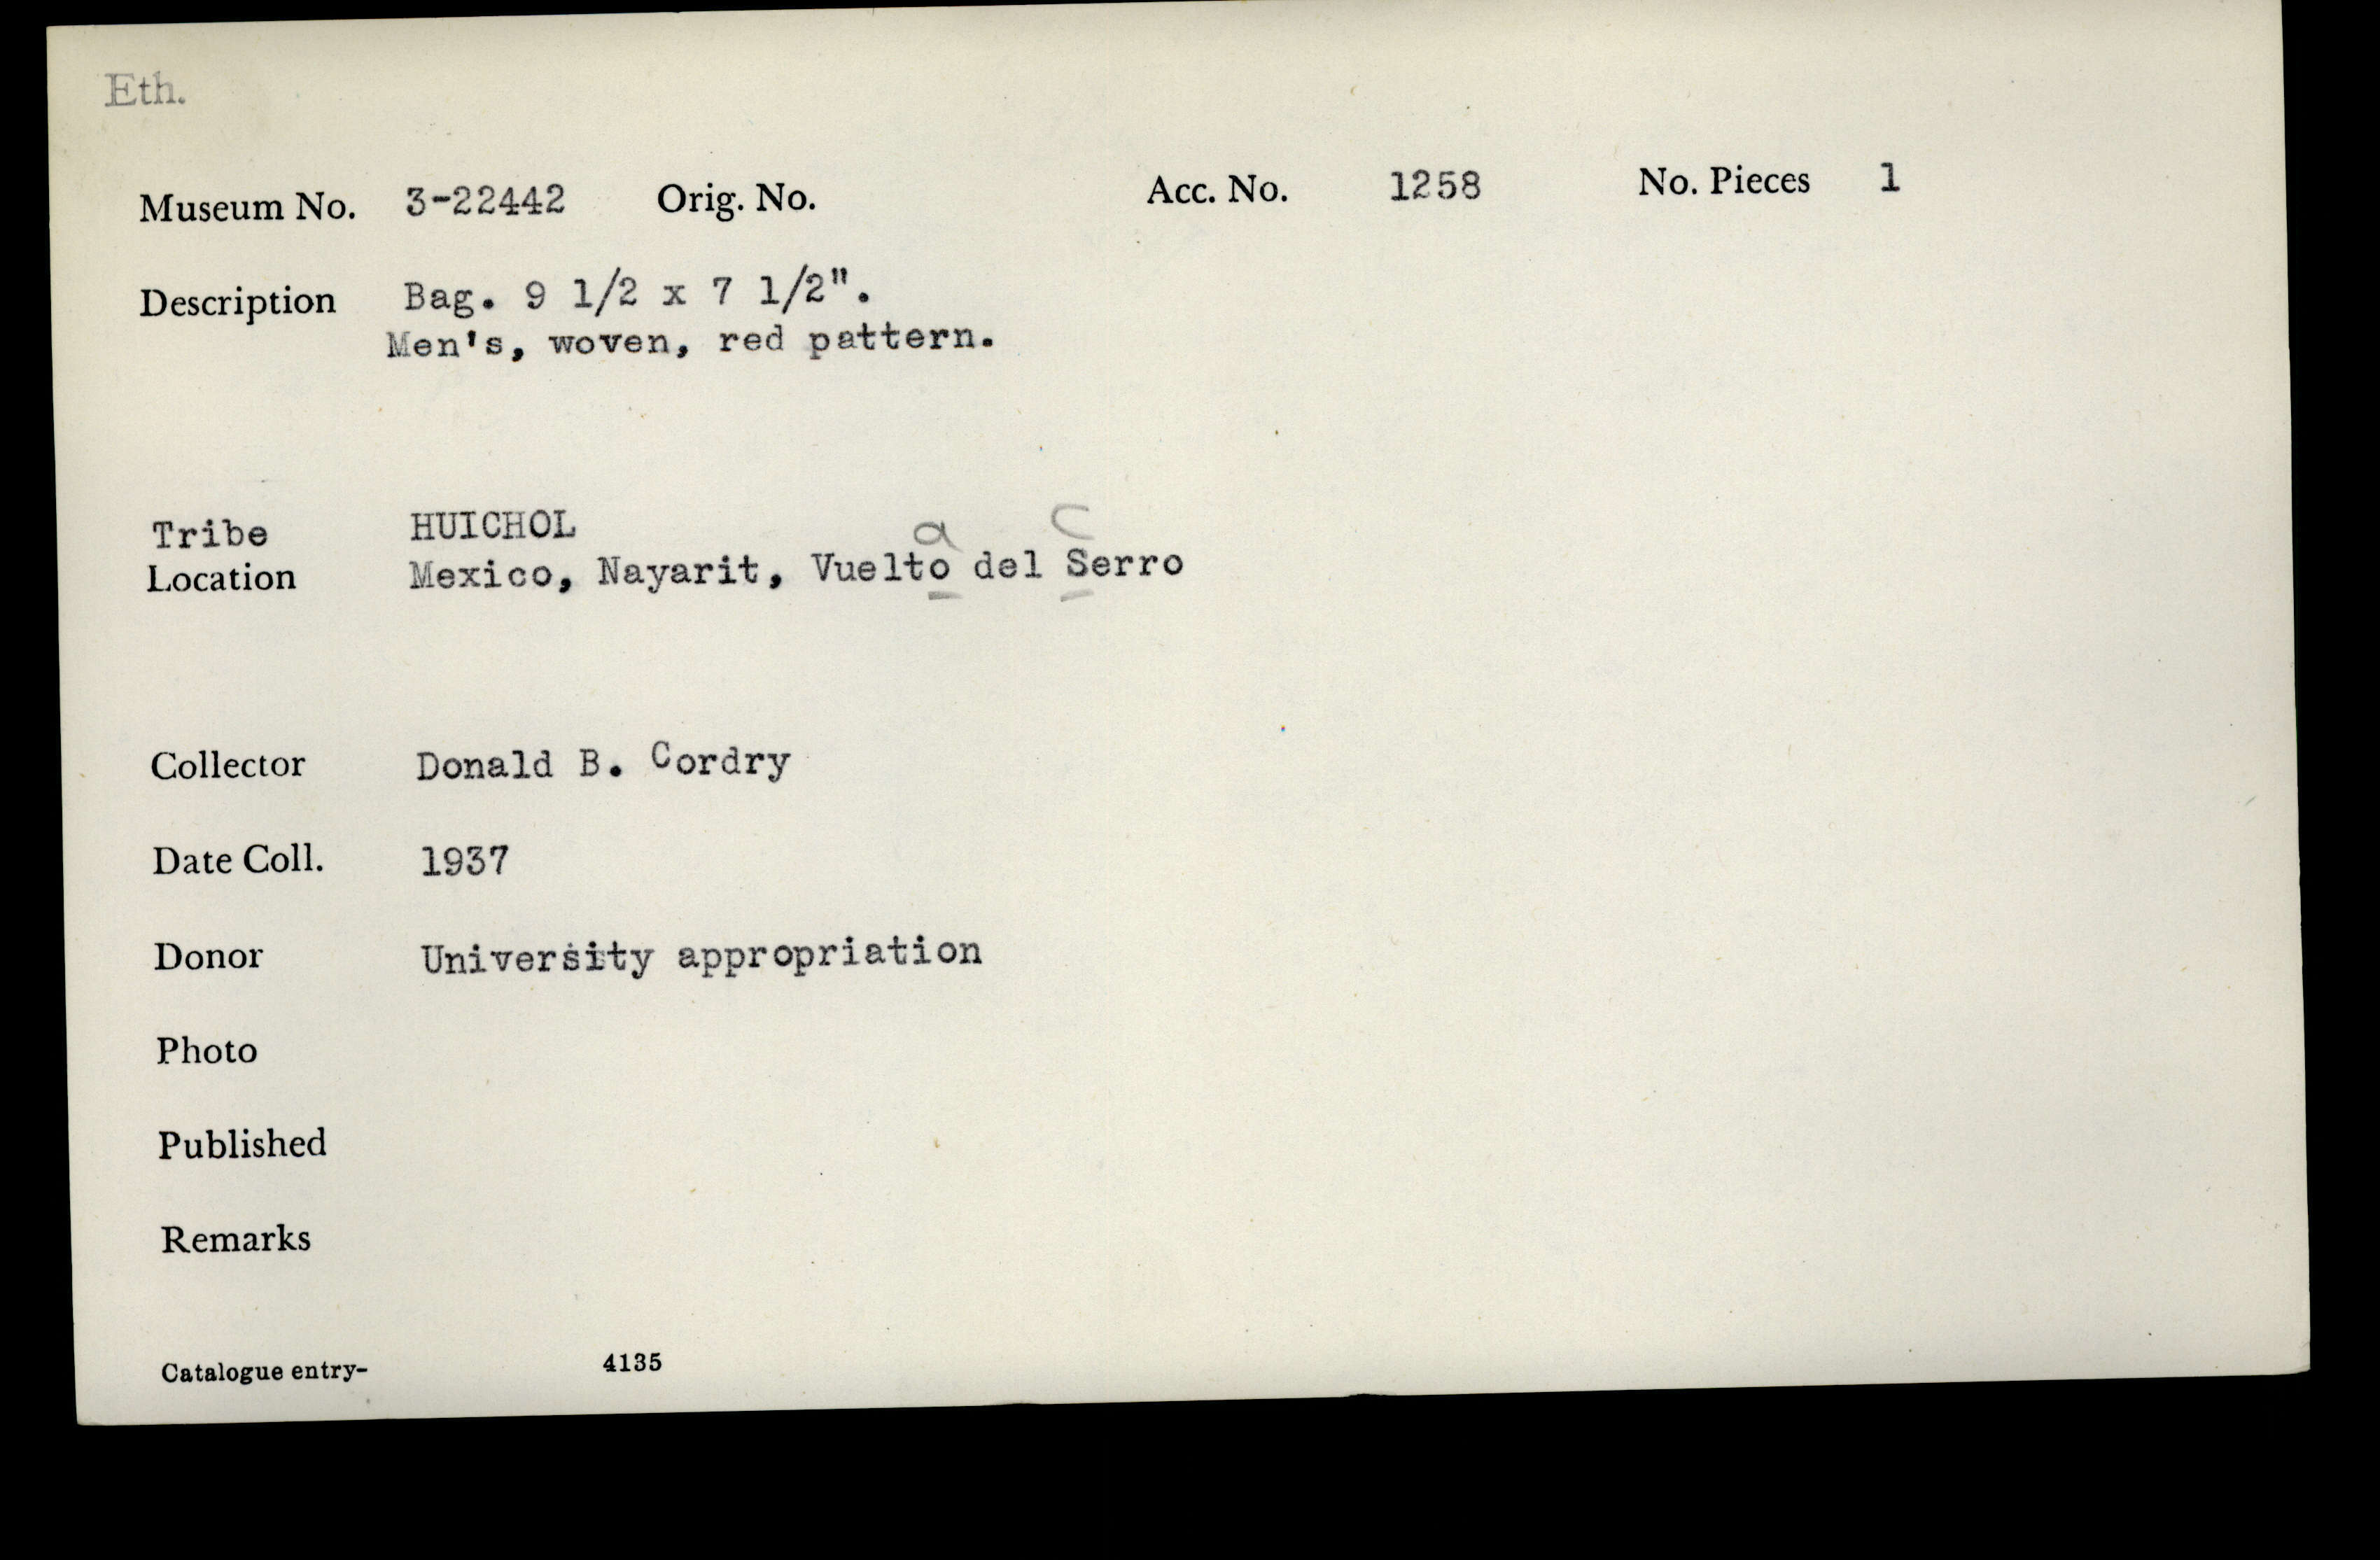 Eth.
Museum No. 3-22442 Orig. No. Acc. No. 1258 No. Pieces 1
Description Bag. 9 1/2 x 7 1/2".
Men's, woven, red pattern.
Tribe HUICHOL
a C
Location Mexico, Nayarit, Vuelto del Serro
Collector Donald B. Cordry
Date Coll. 1937
Donor University appropriation
Photo
Published
Remarks
Catalogue entry- 4135